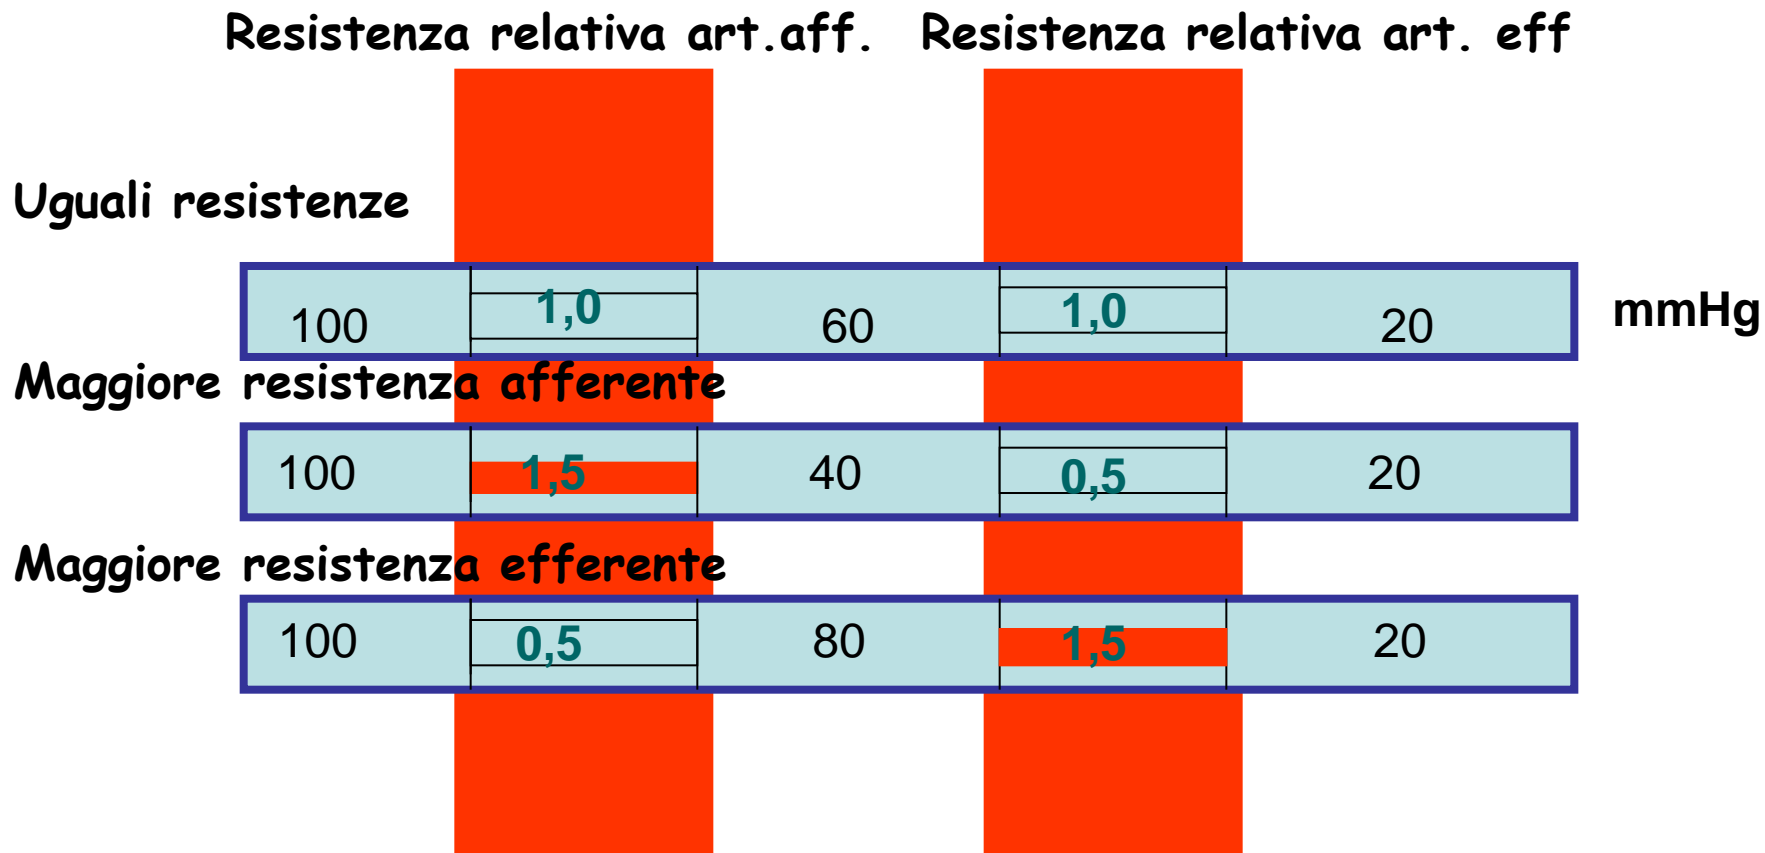 Resistenza relativa art.aff. Resistenza relativa art. eff
Uguali resistenze
100 1,0 60 1,0 20 mmHg
Maggiore resistenza afferente
100 1,5 40 0,5 20
Maggiore resistenza efferente
100 0,5 80 1,5 20